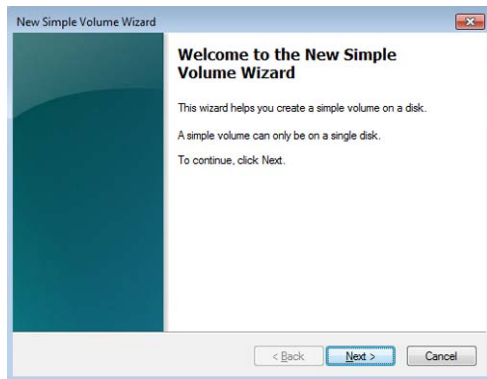 New Simple Volume Wizard
Welcome to the New Simple
Volume Wizard
This wizard helps you create a simple volume on a disk.
A simple volume can only be on a single disk.
To continue, click Next.
< Back
Next >
Cancel